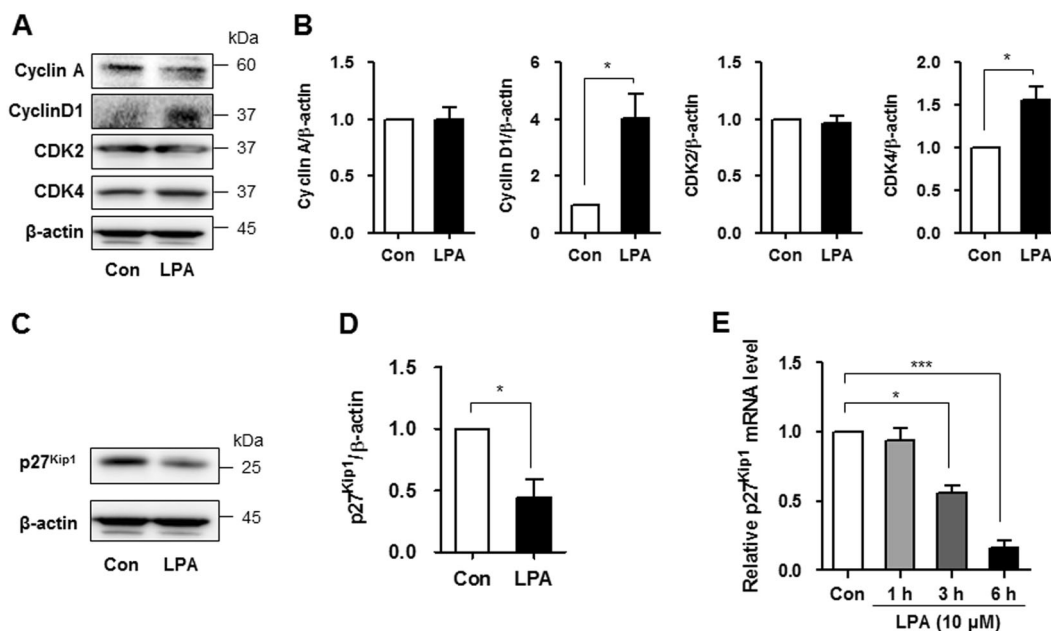 A
kDa
Cyclin A
60
CyclinD1
37
CDK2
37
CDK4
37
β-actin
45
Con LPA
B
Cyclin A/β-actin
1.5
1.0
0.5
0.0
Con LPA
Cyclin D1/β-actin
6
4
2
0
*
Con LPA
CDK2/β-actin
1.5
1.0
0.5
0.0
Con LPA
CDK4/β-actin
2.0
1.5
1.0
0.5
0.0
*
Con LPA
C
kDa
p27Kip1
25
β-actin
45
Con LPA
D
p27Kip1/β-actin
1.5
1.0
0.5
0.0
*
Con LPA
E
Relative p27Kip1 mRNA level
1.5
1.0
0.5
0.0
***
*
Con 1 h 3 h 6 h
LPA (10 μM)